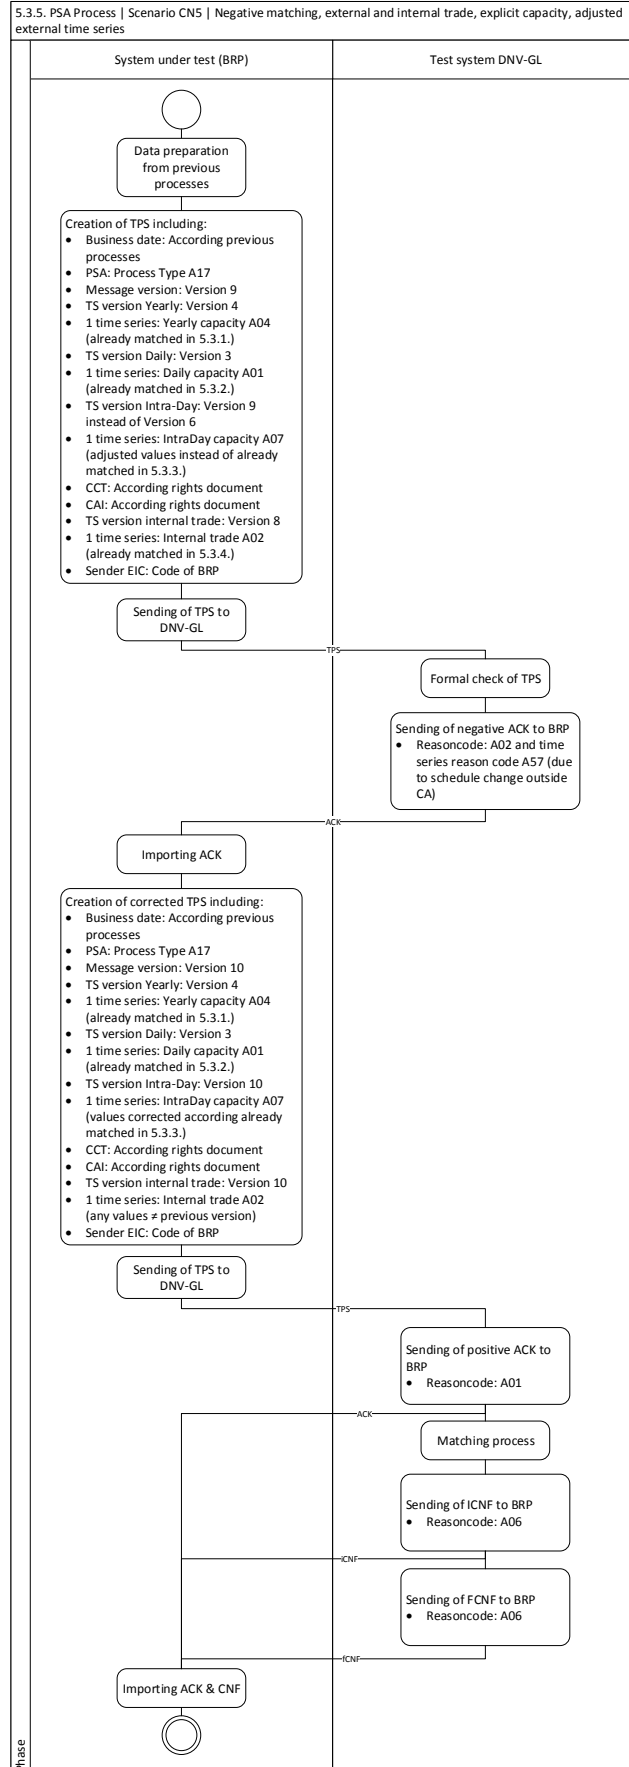 5.3.5. PSA Process | Scenario CN5 | Negative matching, external and internal trade, explicit capacity, adjusted
external time series
System under test (BRP)
Test system DNV-GL
Data preparation
from previous
processes
Creation of TPS including:
• Business date: According previous
processes
• PSA: Process Type A17
• Message version: Version 9
• TS version Yearly: Version 4
• 1 time series: Yearly capacity A04
(already matched in 5.3.1.)
• TS version Daily: Version 3
• 1 time series: Daily capacity A01
(already matched in 5.3.2.)
• TS version Intra-Day: Version 9
instead of Version 6
• 1 time series: IntraDay capacity A07
(adjusted values instead of already
matched in 5.3.3.)
• CCT: According rights document
• CAI: According rights document
• TS version internal trade: Version 8
• 1 time series: Internal trade A02
(already matched in 5.3.4.)
• Sender EIC: Code of BRP
Sending of TPS to
DNV-GL
TPS
Formal check of TPS
Sending of negative ACK to BRP
• Reasoncode: A02 and time
series reason code A57 (due
to schedule change outside
CA)
ACK
Importing ACK
Creation of corrected TPS including:
• Business date: According previous
processes
• PSA: Process Type A17
• Message version: Version 10
• TS version Yearly: Version 4
• 1 time series: Yearly capacity A04
(already matched in 5.3.1.)
• TS version Daily: Version 3
• 1 time series: Daily capacity A01
(already matched in 5.3.2.)
• TS version Intra-Day: Version 10
• 1 time series: IntraDay capacity A07
(values corrected according already
matched in 5.3.3.)
• CCT: According rights document
• CAI: According rights document
• TS version internal trade: Version 10
• 1 time series: Internal trade A02
(any values ≠ previous version)
• Sender EIC: Code of BRP
Sending of TPS to
DNV-GL
TPS
Sending of positive ACK to
BRP
• Reasoncode: A01
ACK
Matching process
Sending of ICNF to BRP
• Reasoncode: A06
iCNF
Sending of FCNF to BRP
• Reasoncode: A06
fCNF
Importing ACK & CNF